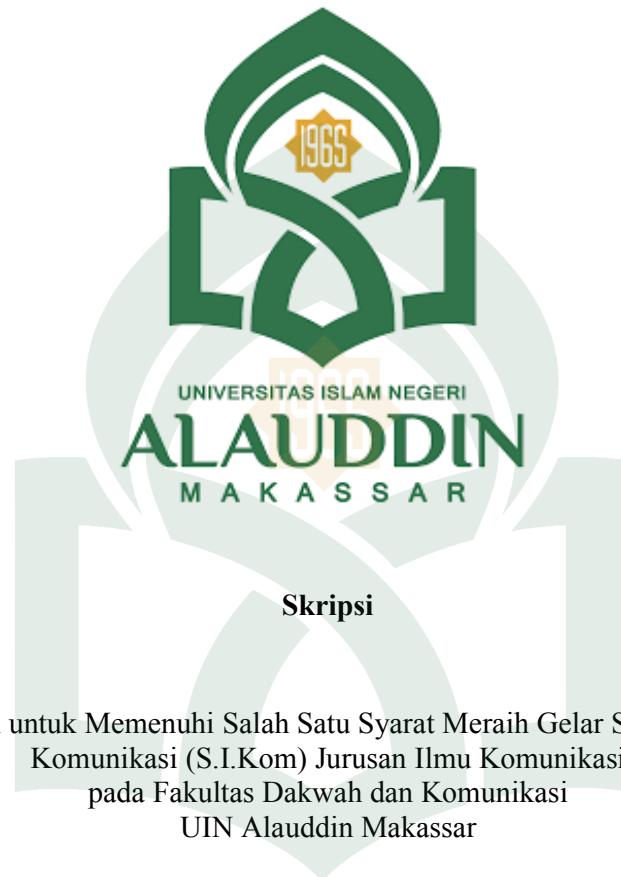 1965
UNIVERSITAS ISLAM NEGERI
ALAUDDIN
MAKASSAR
Skripsi
untuk Memenuhi Salah Satu Syarat Meraih Gelar S
Komunikasi (S.I.Kom) Jurusan Ilmu Komunikasi
pada Fakultas Dakwah dan Komunikasi
UIN Alauddin Makassar